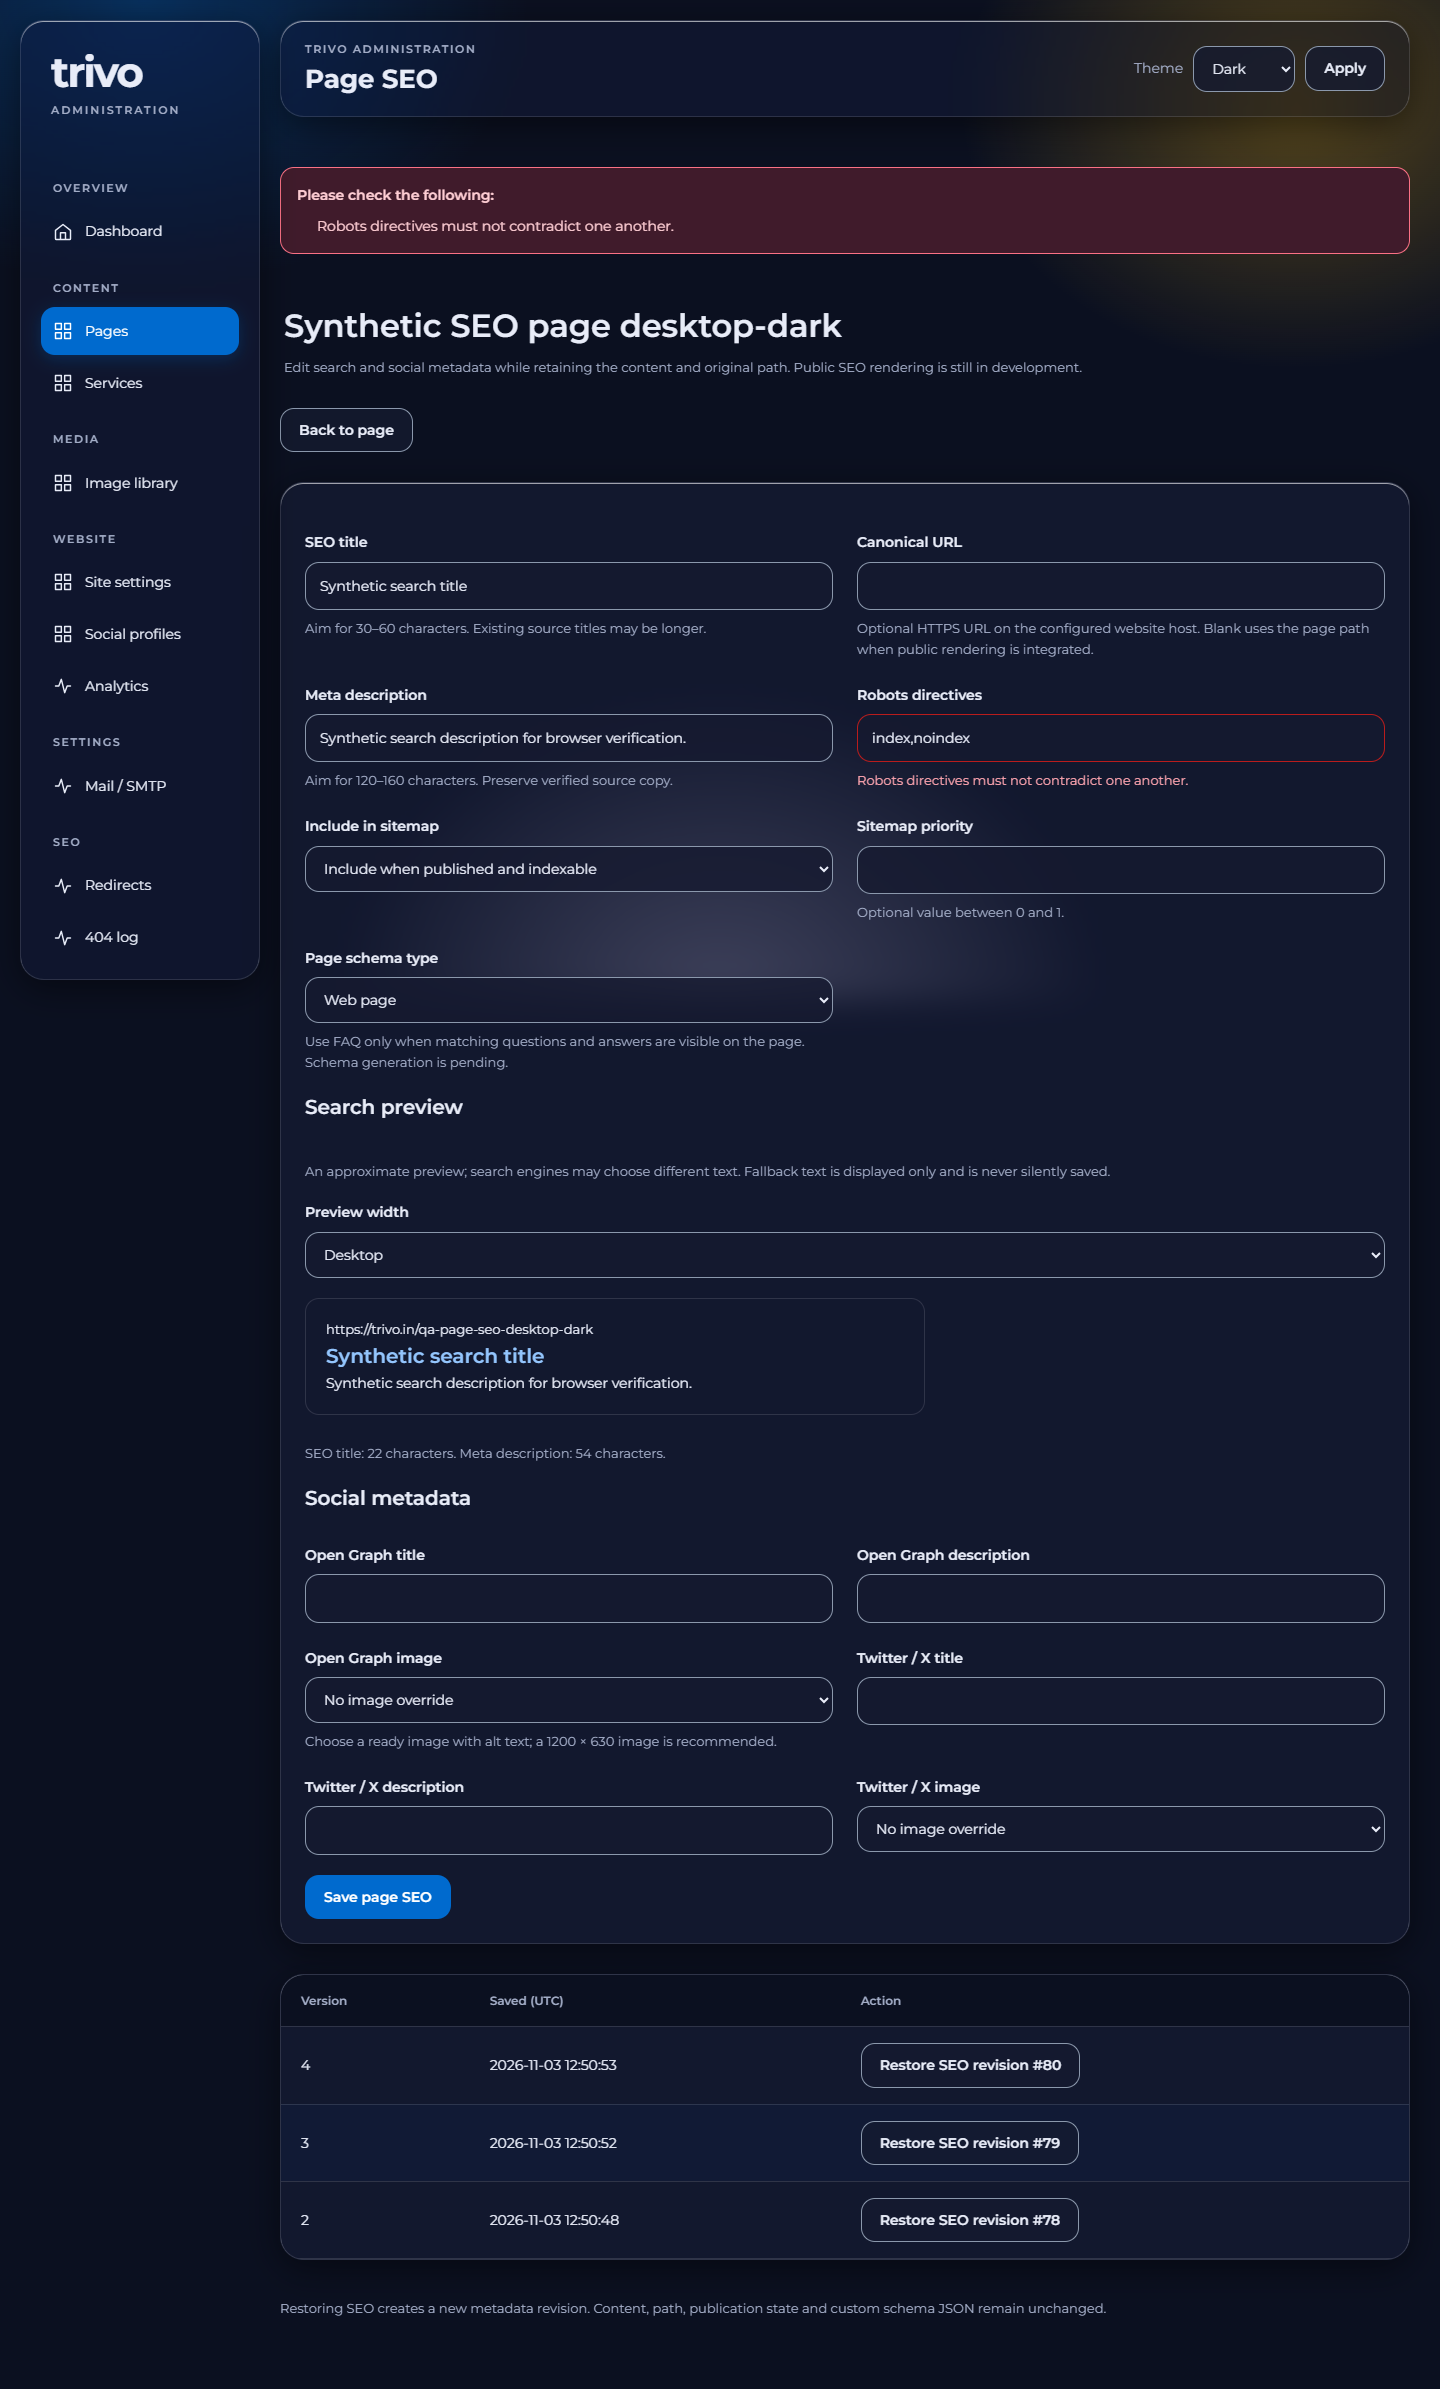 trivo
ADMINISTRATION
OVERVIEW
Dashboard
CONTENT
Pages
Services
MEDIA
Image library
WEBSITE
Site settings
Social profiles
Analytics
SETTINGS
Mail / SMTP
SEO
Redirects
404 log
TRIVO ADMINISTRATION
Page SEO
Theme
Dark
Apply
Please check the following:
Robots directives must not contradict one another.
Synthetic SEO page desktop-dark
Edit search and social metadata while retaining the content and original path. Public SEO rendering is still in development.
Back to page
SEO title
Synthetic search title
Aim for 30–60 characters. Existing source titles may be longer.
Canonical URL
Optional HTTPS URL on the configured website host. Blank uses the page path
when public rendering is integrated.
Meta description
Synthetic search description for browser verification.
Aim for 120–160 characters. Preserve verified source copy.
Robots directives
index,noindex
Robots directives must not contradict one another.
Include in sitemap
Include when published and indexable
Sitemap priority
Optional value between 0 and 1.
Page schema type
Web page
Use FAQ only when matching questions and answers are visible on the page.
Schema generation is pending.
Search preview
An approximate preview; search engines may choose different text. Fallback text is displayed only and is never silently saved.
Preview width
Desktop
https://trivo.in/qa-page-seo-desktop-dark
Synthetic search title
Synthetic search description for browser verification.
SEO title: 22 characters. Meta description: 54 characters.
Social metadata
Open Graph title
Open Graph description
Open Graph image
No image override
Choose a ready image with alt text; a 1200 × 630 image is recommended.
Twitter / X title
Twitter / X description
Twitter / X image
No image override
Save page SEO
Version Saved (UTC) Action
4 2026-11-03 12:50:53 Restore SEO revision #80
3 2026-11-03 12:50:52 Restore SEO revision #79
2 2026-11-03 12:50:48 Restore SEO revision #78
Restoring SEO creates a new metadata revision. Content, path, publication state and custom schema JSON remain unchanged.